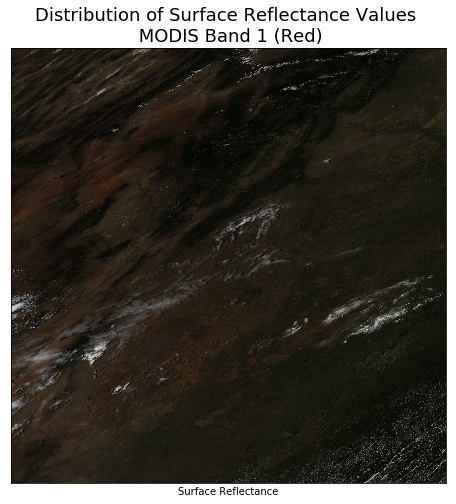 Distribution of Surface Reflectance Values
MODIS Band 1 (Red)
Surface Reflectance